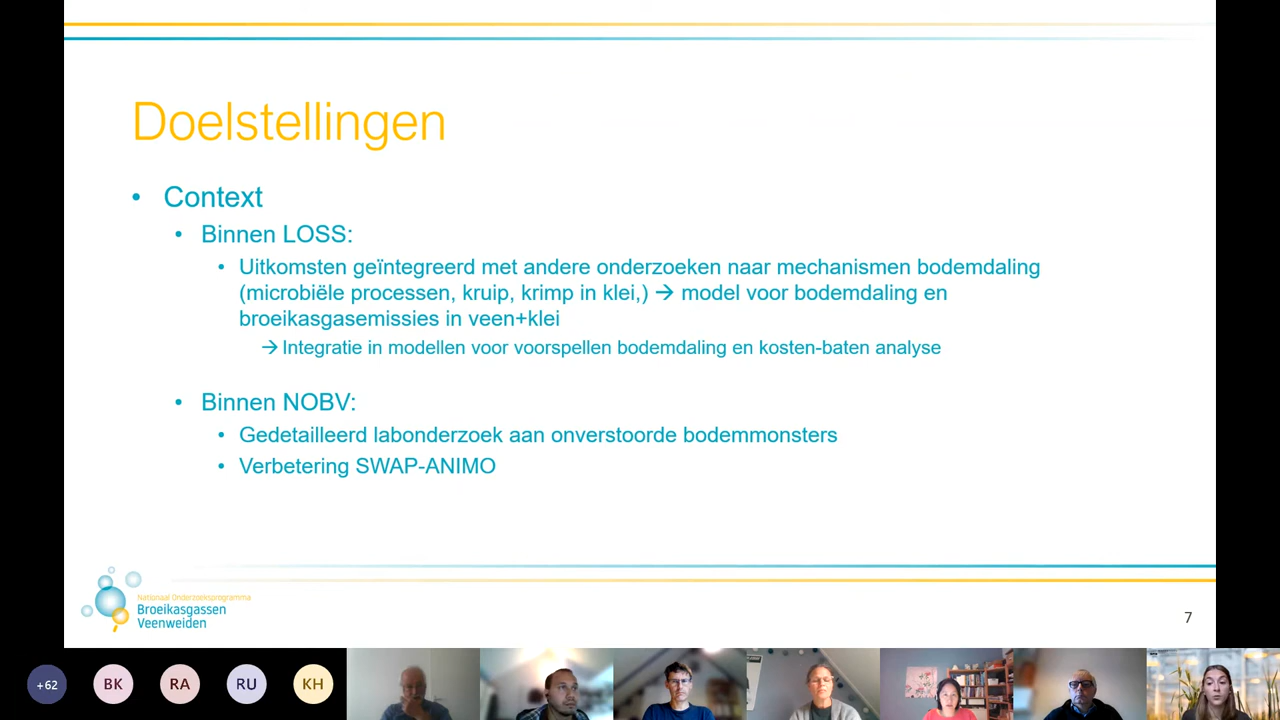 Doelstellingen
• Context
• Binnen LOSS:
• Uitkomsten geïntegreerd met andere onderzoeken naar mechanismen bodemdaling
(microbiële processen, kruip, krimp in klei,) → model voor bodemdaling en
broeikasgasemissies in veen+klei
→ Integratie in modellen voor voorspellen bodemdaling en kosten-baten analyse
• Binnen NOBV:
• Gedetailleerd labonderzoek aan onverstoorde bodemmonsters
• Verbetering SWAP-ANIMO
Nationaal Onderzoeksprogramma
Broeikasgassen
Veenweiden
7
+62 BK RA RU KH